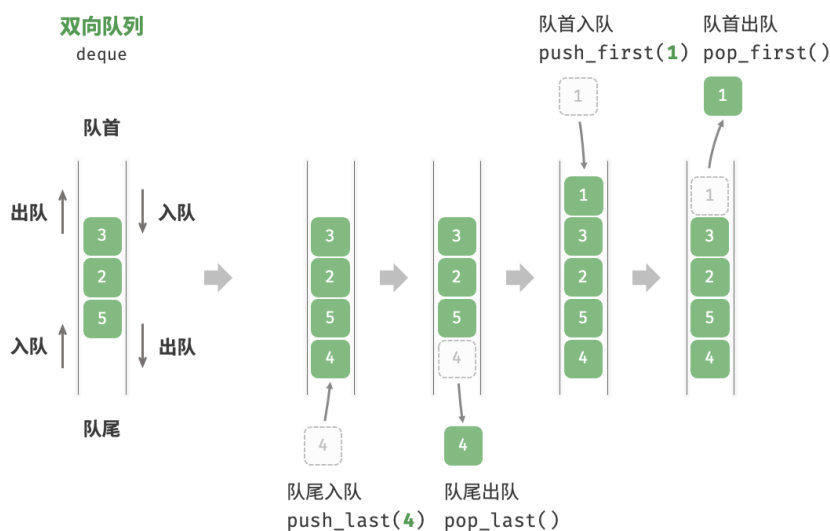 双向队列
deque
队首
出队
入队
3
2
5
入队
出队
队尾
3
2
5
4
4
队尾入队
push_last(4)
3
2
5
4
4
队尾出队
pop_last()
队首入队
push_first(1)
1
1
3
2
5
4
队首出队
pop_first()
1
1
3
2
5
4